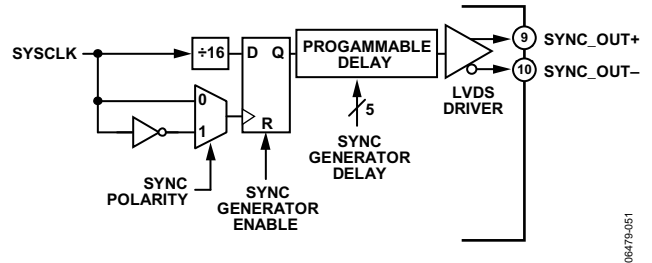 SYSCLK
÷16
D Q
R
0
1
PROGAMMABLE
DELAY
5
SYNC
GENERATOR
DELAY
LVDS
DRIVER
9 SYNC_OUT+
10 SYNC_OUT–
SYNC
POLARITY
SYNC
GENERATOR
ENABLE
06479-051